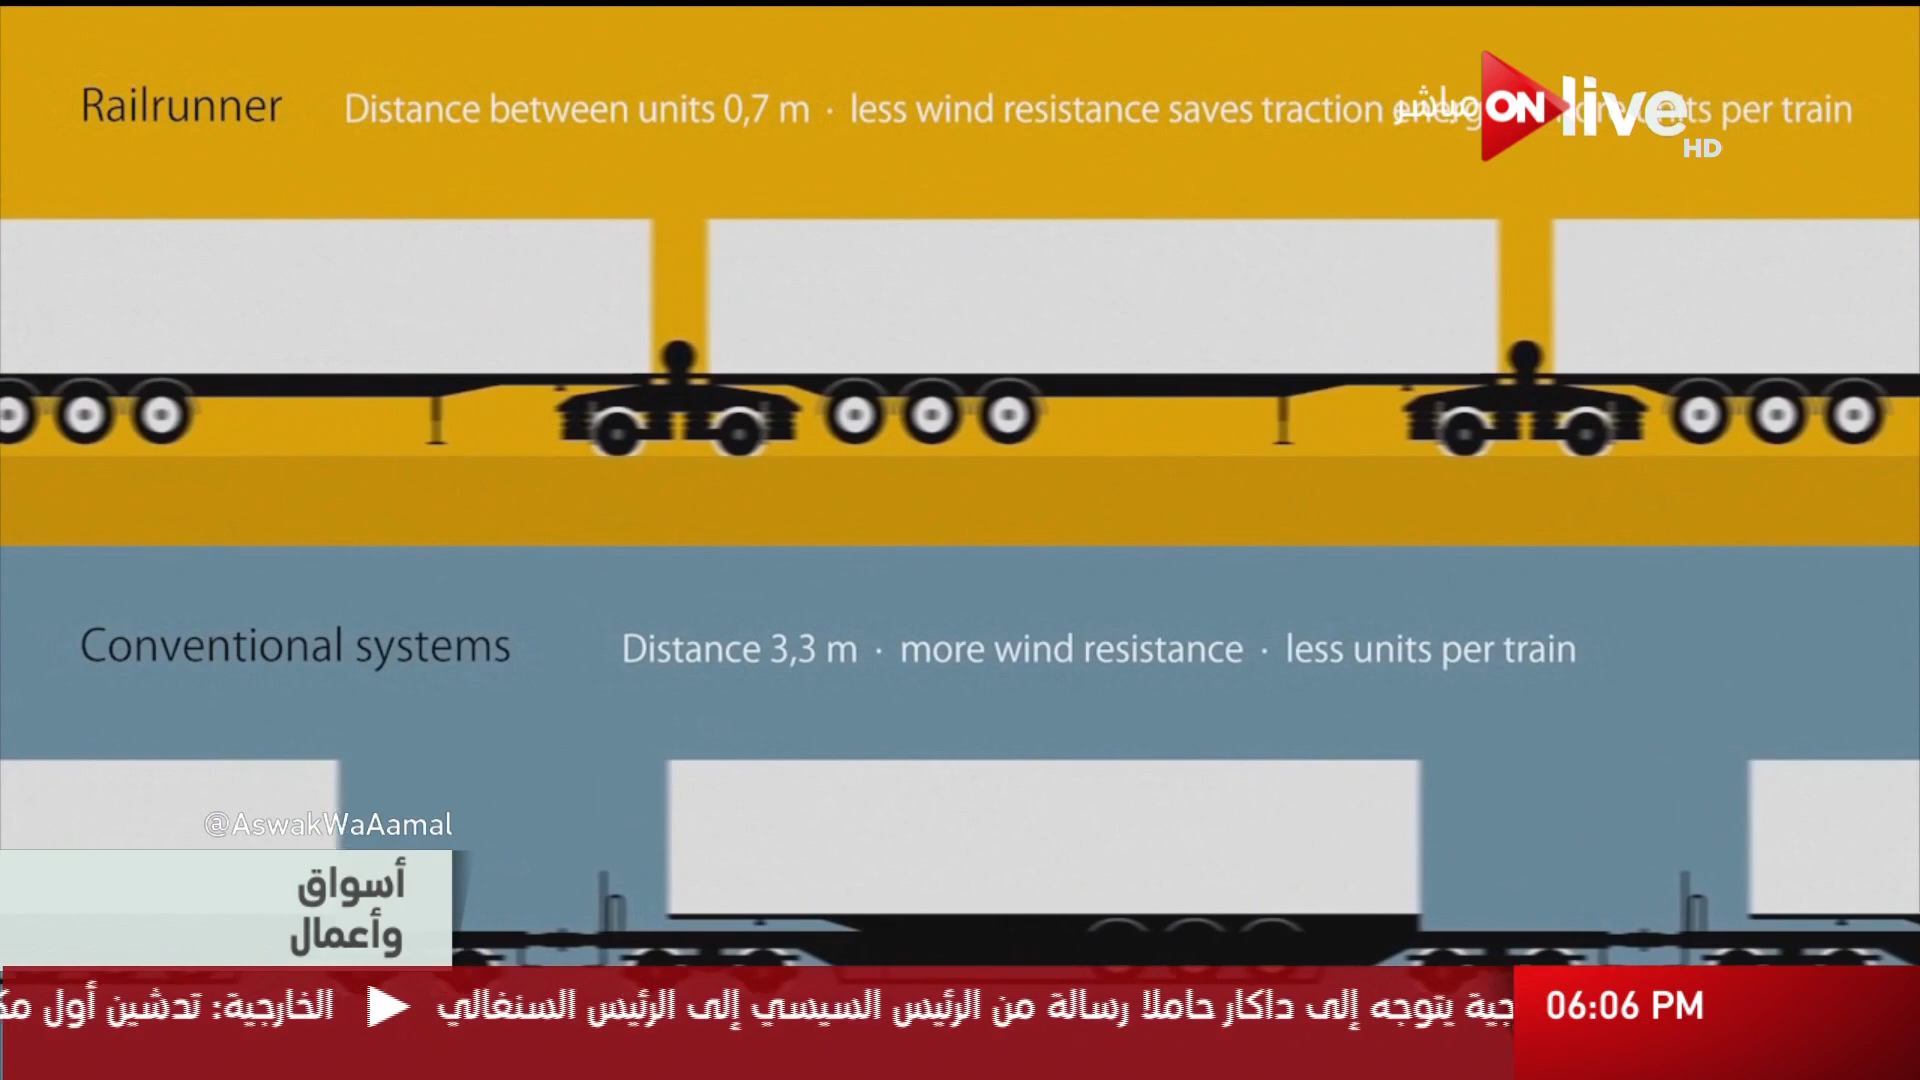 Railrunner
Distance between units 0,7 m · less wind resistance saves traction units per train
مباشر ON live
HD
Conventional systems
Distance 3,3 m · more wind resistance · less units per train
@AswakWaAamal
أسواق
وأعمال
يتوجه إلى داكار حاملا رسالة من الرئيس السيسي إلى الرئيس السنغالي ◀ الخارجية: تدشين أول
06:06 PM